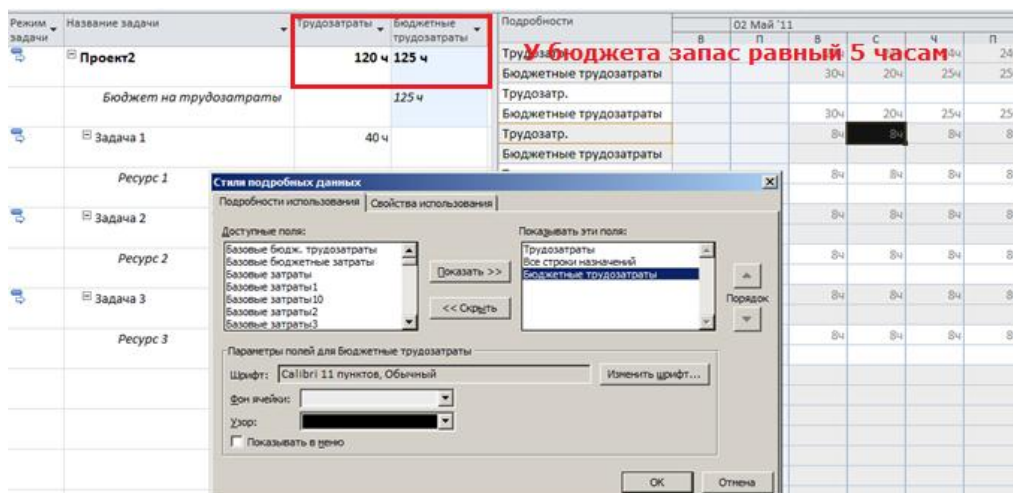 Режим задачи Название задачи Трудозатраты Бюджетные трудозатраты Подробности 02 Май '11
В П В С Ч П
У бюджета запас равный 5 часам
Проект2 120 ч 125 ч
Бюджетные трудозатраты 30ч 20ч 25ч 25
Бюджет на трудозатраты 125 ч Трудозатр.
Бюджетные трудозатраты 30ч 20ч 25ч 25
Задача 1 40 ч Трудозатр. 8ч 8ч 8ч 8
Бюджетные трудозатраты
Ресурс 1 8ч 8ч 8ч 8
Задача 2 8ч 8ч 8ч 8
Ресурс 2 8ч 8ч 8ч 8
Задача 3 8ч 8ч 8ч 8
Ресурс 3 8ч 8ч 8ч 8
Стили подробных данных
Подробности использования Свойства использования
Доступные поля:
Базовые бюдж. трудозатраты
Базовые бюджетные затраты
Базовые затраты
Базовые затраты1
Базовые затраты10
Базовые затраты2
Базовые затраты3
Показать >>
<< Скрыть
Показывать эти поля:
Трудозатраты
Все строки назначений
Бюджетные трудозатраты
Порядок
Параметры полей для Бюджетные трудозатраты
Шрифт: Calibri 11 пунктов, Обычный Изменить шрифт...
Фон ячейки:
Узор:
Показывать в меню
ОК Отмена